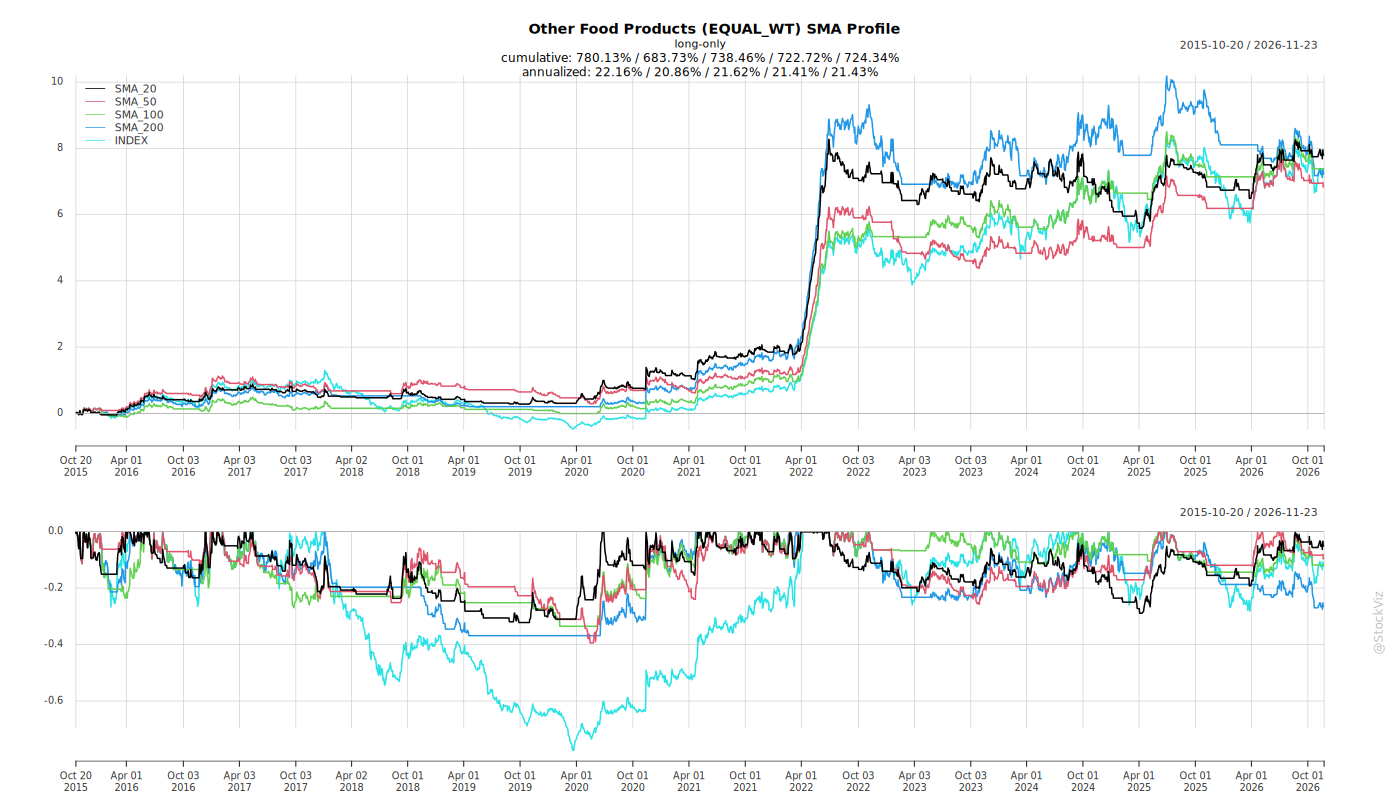 Other Food Products (EQUAL_WT) SMA Profile
long-only
cumulative: 780.13% / 683.73% / 738.46% / 722.72% / 724.34%
annualized: 22.16% / 20.86% / 21.62% / 21.41% / 21.43%
2015-10-20 / 2026-11-23
10
8
6
4
2
0
SMA_20
SMA_50
SMA_100
SMA_200
INDEX
Oct 20 Apr 01 Oct 03 Apr 03 Oct 03 Apr 02 Oct 01 Apr 01 Oct 01 Apr 01 Oct 01 Apr 01 Oct 01 Apr 01 Oct 03 Apr 03 Oct 03 Apr 01 Oct 01 Apr 01 Oct 01 Apr 01 Oct 01
2015 2016 2016 2017 2017 2018 2018 2019 2019 2020 2020 2021 2021 2022 2022 2023 2023 2024 2024 2025 2025 2026 2026
2015-10-20 / 2026-11-23
0.0
-0.2
-0.4
-0.6
Oct 20 Apr 01 Oct 03 Apr 03 Oct 03 Apr 02 Oct 01 Apr 01 Oct 01 Apr 01 Oct 01 Apr 01 Oct 01 Apr 01 Oct 03 Apr 03 Oct 03 Apr 01 Oct 01 Apr 01 Oct 01 Apr 01 Oct 01
2015 2016 2016 2017 2017 2018 2018 2019 2019 2020 2020 2021 2021 2022 2022 2023 2023 2024 2024 2025 2025 2026 2026
@StockViz